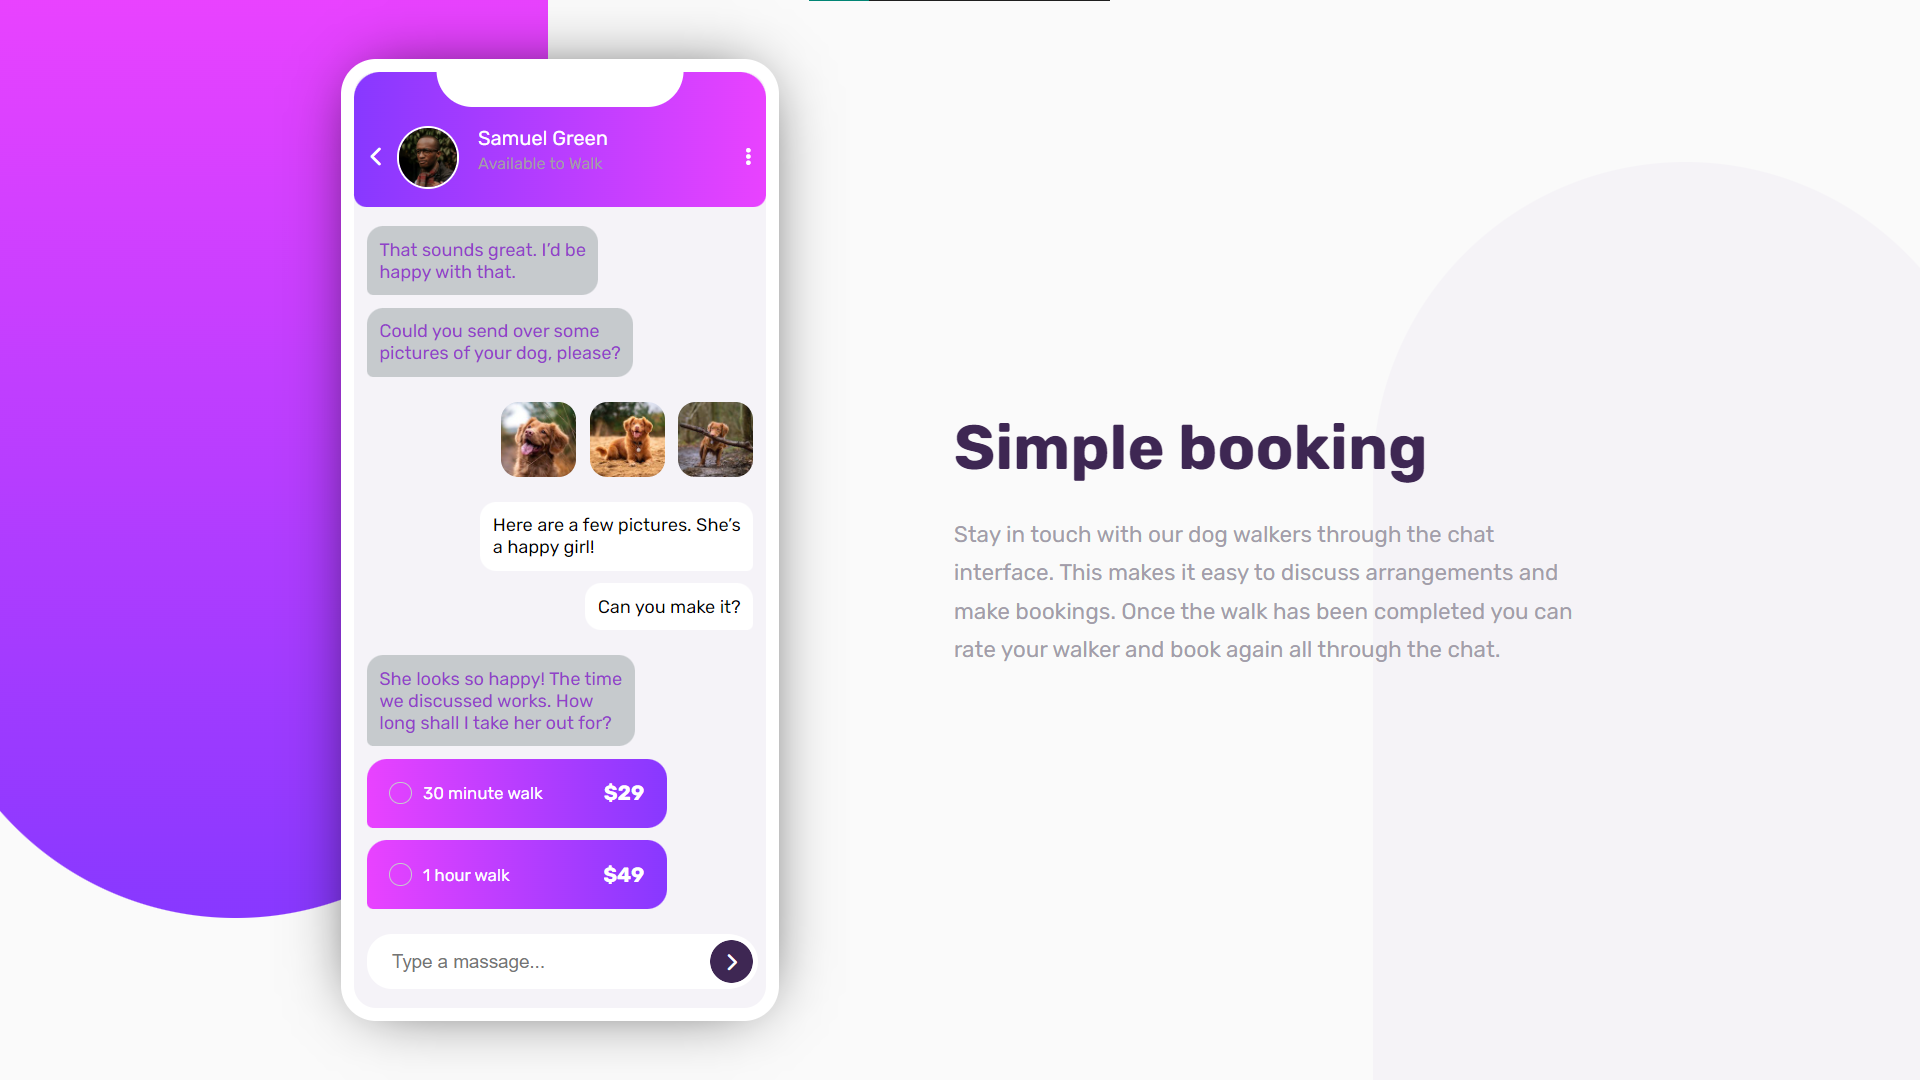 Samuel Green
Available to Walk
That sounds great. I’d be
happy with that.
Could you send over some
pictures of your dog, please?
Here are a few pictures. She’s
a happy girl!
Can you make it?
She looks so happy! The time
we discussed works. How
long shall I take her out for?
30 minute walk $29
1 hour walk $49
Type a massage...
Simple booking
Stay in touch with our dog walkers through the chat
interface. This makes it easy to discuss arrangements and
make bookings. Once the walk has been completed you can
rate your walker and book again all through the chat.